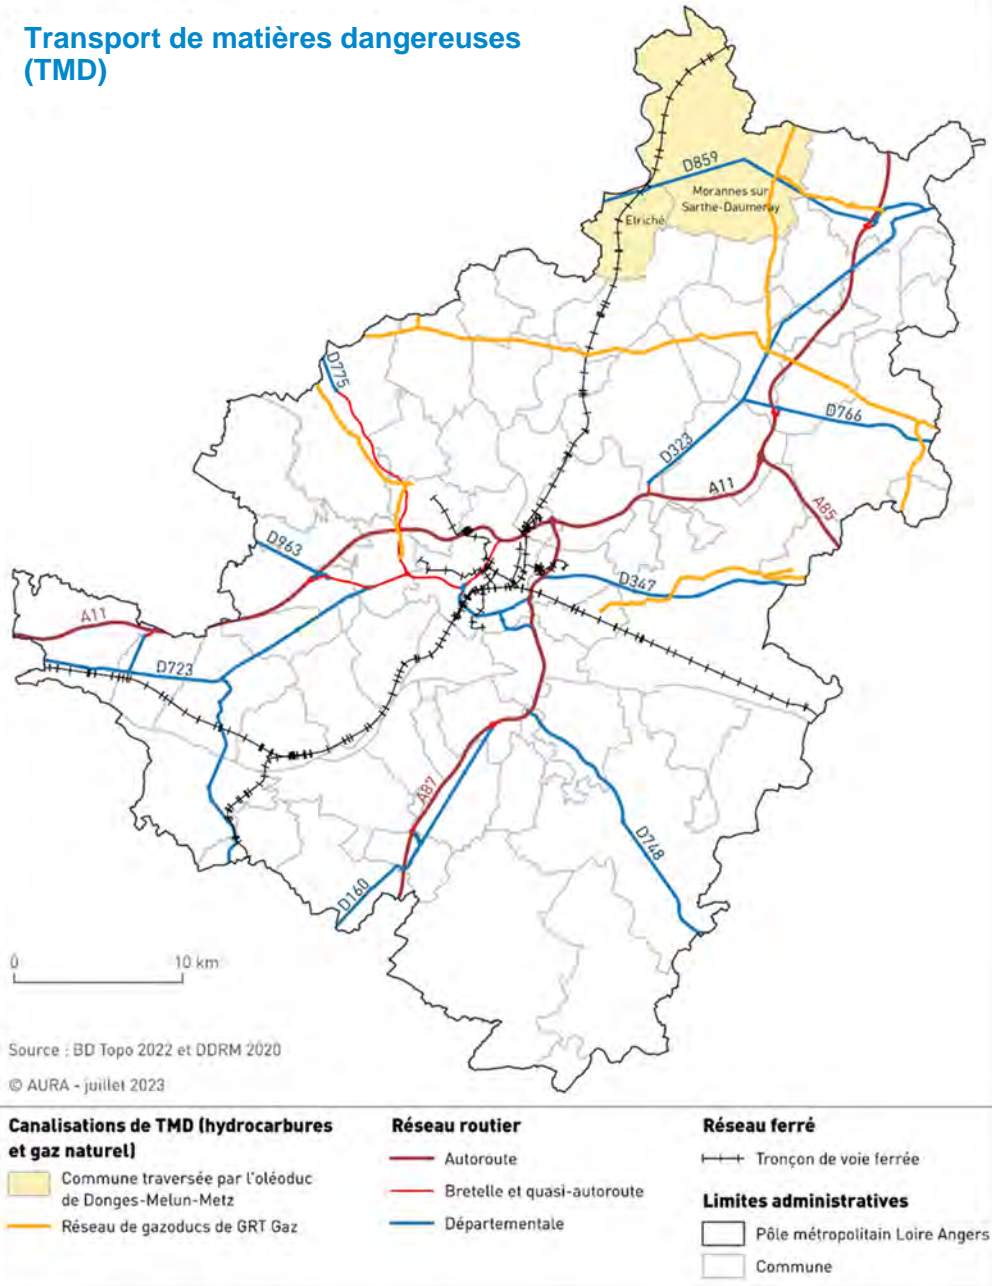 Transport de matières dangereuses
(TMD)
D859
Morannes sur
Sarthe-Daumeray
Etriché
D775
D766
D323
A11
A85
D963
D347
A11
D723
A87
D748
D160
0 10 km
Source : BD Topo 2022 et DDRM 2020
© AURA - juillet 2023
Canalisations de TMD (hydrocarbures
et gaz naturel)
Commune traversée par l'oléoduc
de Donges-Melun-Metz
Réseau de gazoducs de GRT Gaz
Réseau routier
Autoroute
Bretelle et quasi-autoroute
Départementale
Réseau ferré
Tronçon de voie ferrée
Limites administratives
Pôle métropolitain Loire Angers
Commune